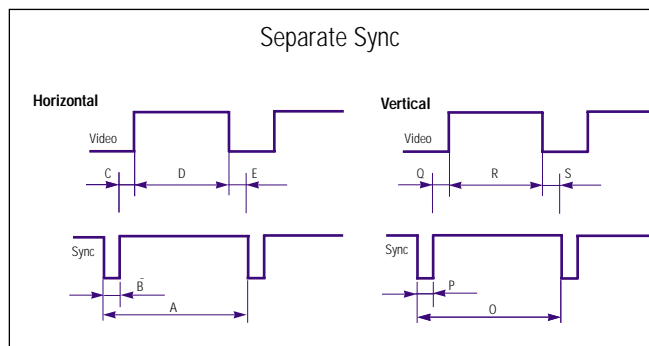 Separate Sync
Horizontal
Vertical
Video
Video
C D E
Q R S
Sync
Sync
B
P
A
O